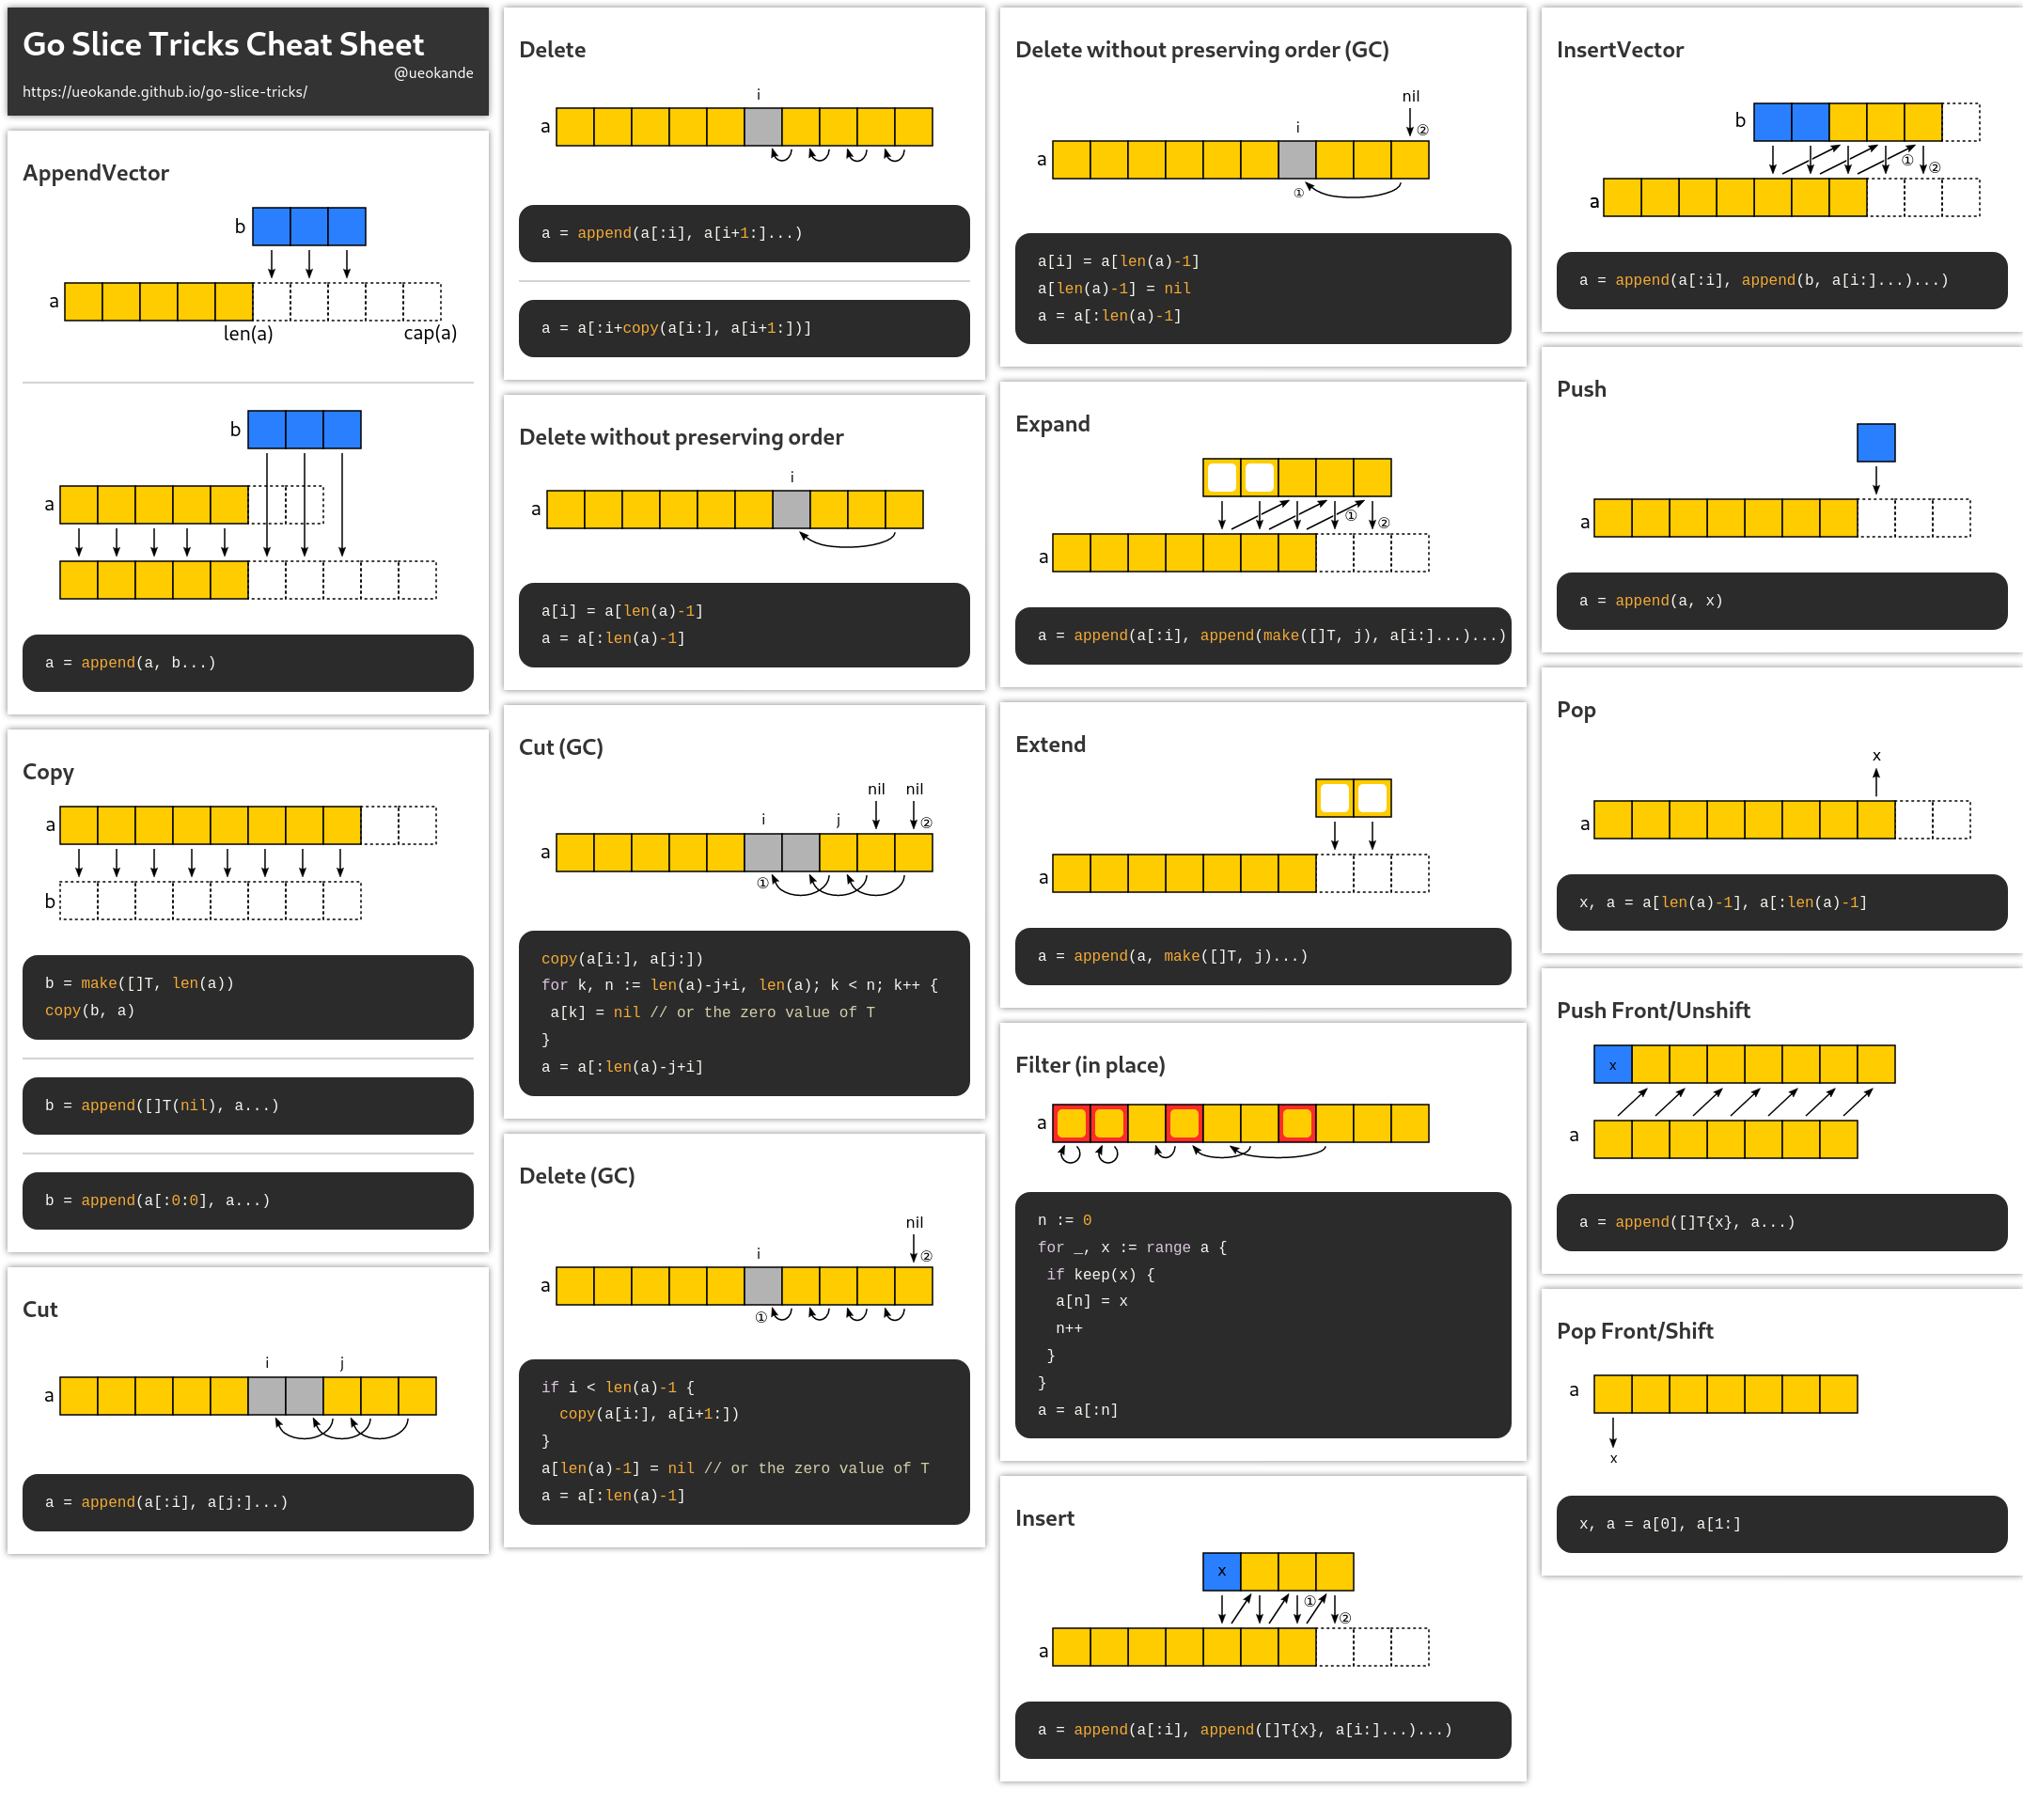 Go Slice Tricks Cheat Sheet
@ueokande
https://ueokande.github.io/go-slice-tricks/
AppendVector
b
a
len(a)
cap(a)
b
a
a = append(a, b...)
Copy
a
b
b = make([]T, len(a))
copy(b, a)
b = append([]T(nil), a...)
b = append(a[:0:0], a...)
Cut
i j
a
a = append(a[:i], a[j:]...)
Delete
i
a
a = append(a[:i], a[i+1:]...)
a = a[:i+copy(a[i:], a[i+1:])]
Delete without preserving order
i
a
a[i] = a[len(a)-1]
a = a[:len(a)-1]
Cut (GC)
nil nil
i j ②
a
①
copy(a[i:], a[j:])
for k, n := len(a)-j+i, len(a); k < n; k++ {
 a[k] = nil // or the zero value of T
}
a = a[:len(a)-j+i]
Delete (GC)
nil
i ②
a
①
if i < len(a)-1 {
  copy(a[i:], a[i+1:])
}
a[len(a)-1] = nil // or the zero value of T
a = a[:len(a)-1]
Delete without preserving order (GC)
nil
i ②
a
①
a[i] = a[len(a)-1]
a[len(a)-1] = nil
a = a[:len(a)-1]
Expand
① ②
a
a = append(a[:i], append(make([]T, j), a[i:]...)...)
Extend
a
a = append(a, make([]T, j)...)
Filter (in place)
a
n := 0
for _, x := range a {
 if keep(x) {
  a[n] = x
  n++
 }
}
a = a[:n]
Insert
x
① ②
a
a = append(a[:i], append([]T{x}, a[i:]...)...)
InsertVector
b
① ②
a
a = append(a[:i], append(b, a[i:]...)...)
Push
a
a = append(a, x)
Pop
x
a
x, a = a[len(a)-1], a[:len(a)-1]
Push Front/Unshift
x
a
a = append([]T{x}, a...)
Pop Front/Shift
a
x
x, a = a[0], a[1:]